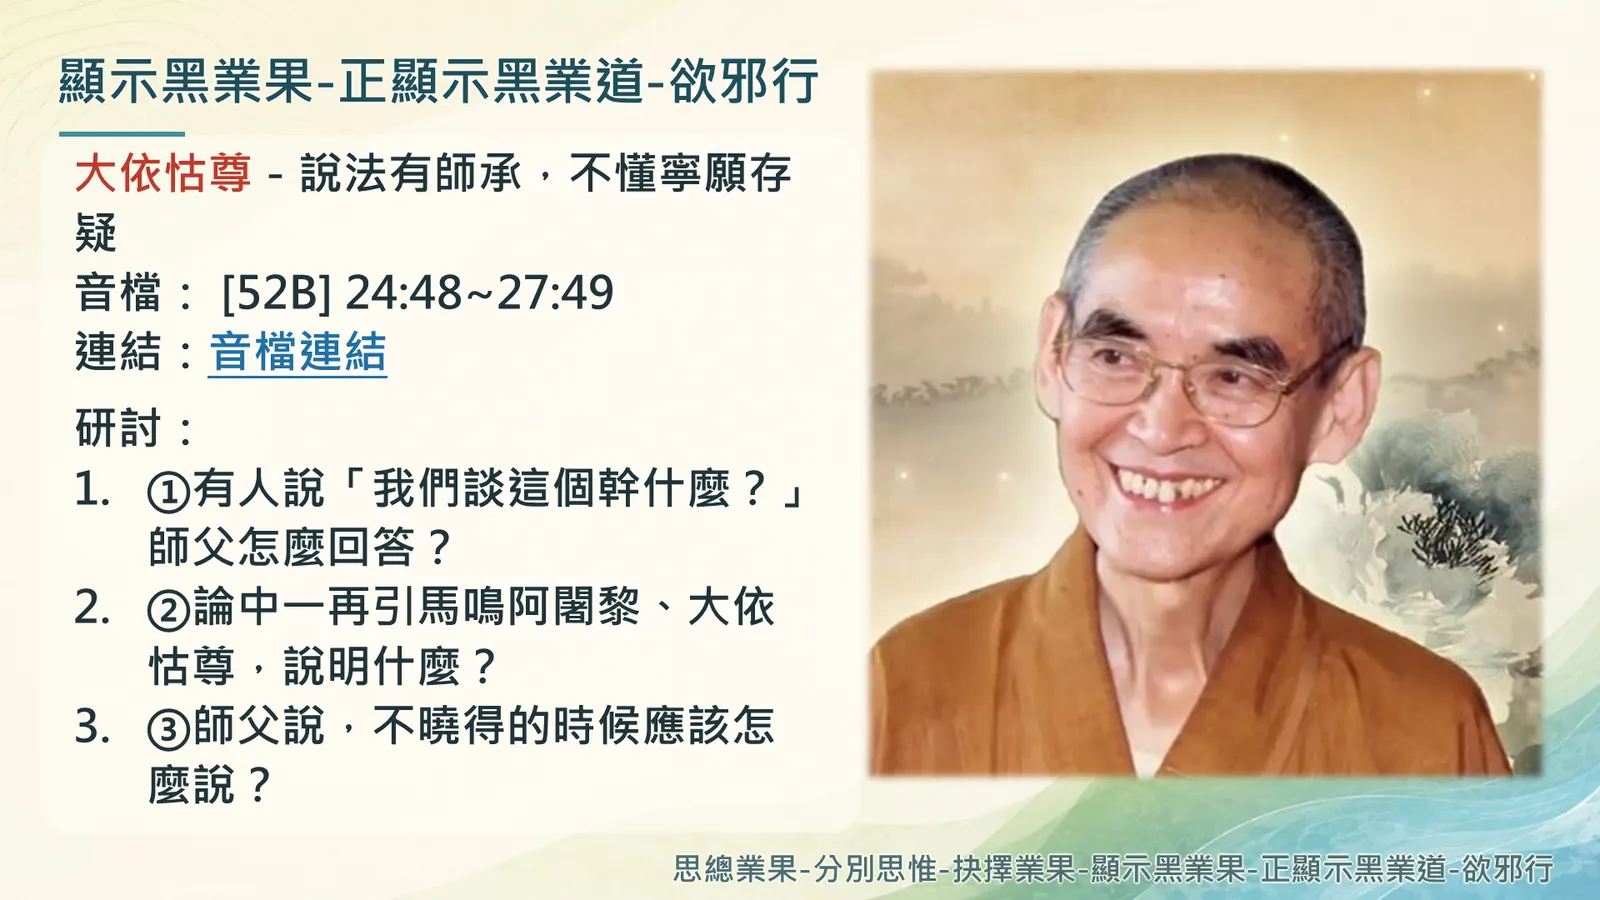 顯示黑業果-正顯示黑業道-欲邪行
大依怙尊 - 說法有師承，不懂寧願存
疑
音檔： [52B] 24:48~27:49
連結：音檔連結
研討：
1. ①有人說「我們談這個幹什麼？」
師父怎麼回答？
2. ②論中一再引馬鳴阿闍黎、大依
怙尊，說明什麼？
3. ③師父說，不曉得的時候應該怎
麼說？
思總業果-分別思惟-抉擇業果-顯示黑業果-正顯示黑業道-欲邪行